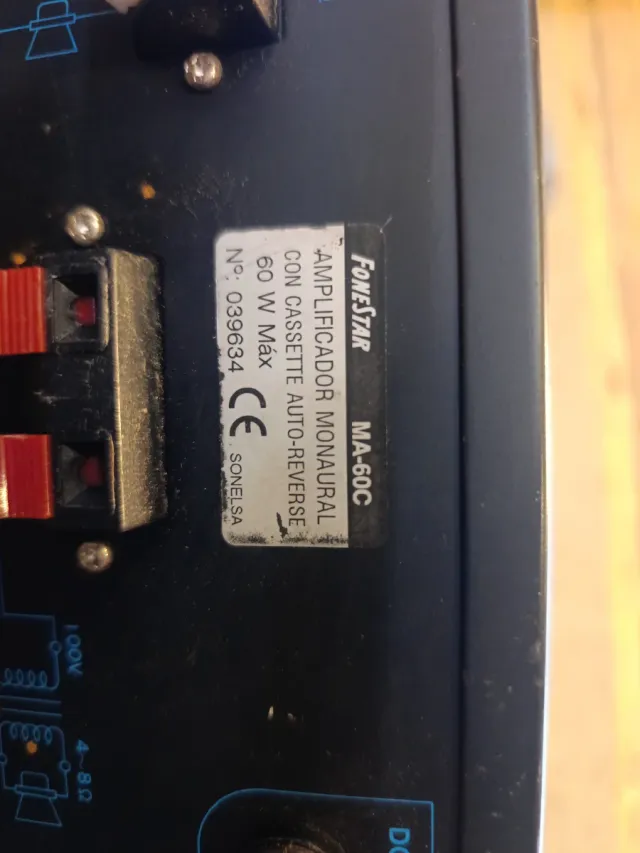 FONESTAR MA-60C
AMPLIFICADOR MONAURAL
CON CASSETTE AUTO-REVERSE
60 W Máx
Nº: 039634 CE SONELSA
100V
4~8Ω